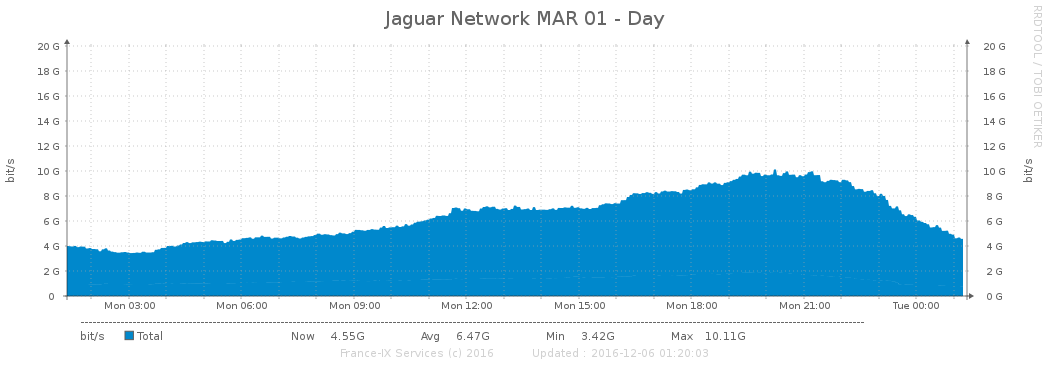 Jaguar Network MAR 01 - Day
RRDTOOL / TOBI OETIKER
bit/s
20 G 20 G
18 G 18 G
16 G 16 G
14 G 14 G
12 G 12 G
10 G 10 G
8 G 8 G
6 G 6 G
4 G 4 G
2 G 2 G
0 0 G
bit/s
Mon 03:00 Mon 06:00 Mon 09:00 Mon 12:00 Mon 15:00 Mon 18:00 Mon 21:00 Tue 00:00
bit/s Total Now 4.55G Avg 6.47G Min 3.42G Max 10.11G
France-IX Services (c) 2016 Updated : 2016-12-06 01:20:03